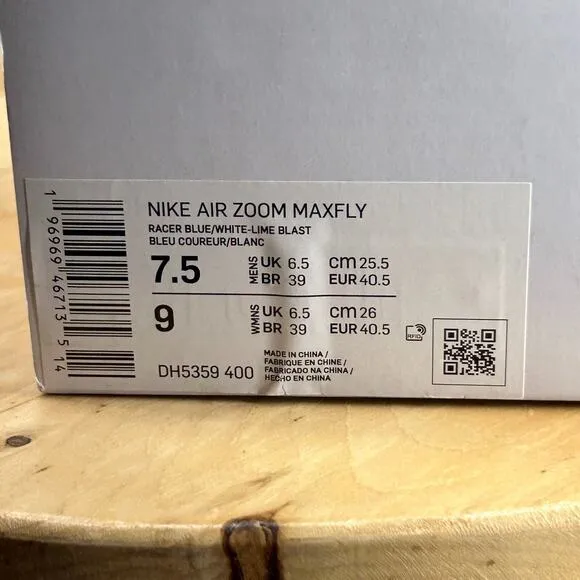 NIKE AIR ZOOM MAXFLY
RACER BLUE/WHITE-LIME BLAST
BLEU COUREUR/BLANC
7.5 MENS UK 6.5 cm 25.5
BR 39 EUR 40.5
9 WMNS UK 6.5 cm 26
BR 39 EUR 40.5
DH5359 400
MADE IN CHINA /
FABRIQUE EN CHINE /
FABRICADO NA CHINA /
HECHO EN CHINA
RFID
1 96969 46713 5 14